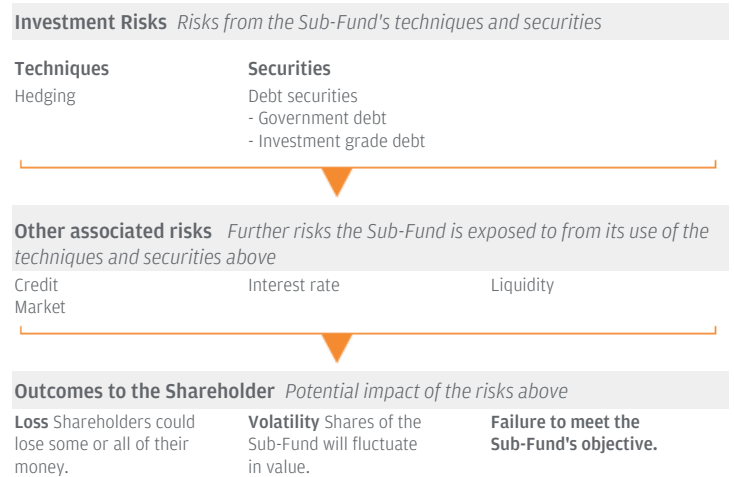 Investment Risks Risks from the Sub-Fund's techniques and securities
Techniques
Hedging
Securities
Debt securities
- Government debt
- Investment grade debt
Other associated risks Further risks the Sub-Fund is exposed to from its use of the
techniques and securities above
Credit
Market
Interest rate
Liquidity
Outcomes to the Shareholder Potential impact of the risks above
Loss Shareholders could
lose some or all of their
money.
Volatility Shares of the
Sub-Fund will fluctuate
in value.
Failure to meet the
Sub-Fund's objective.